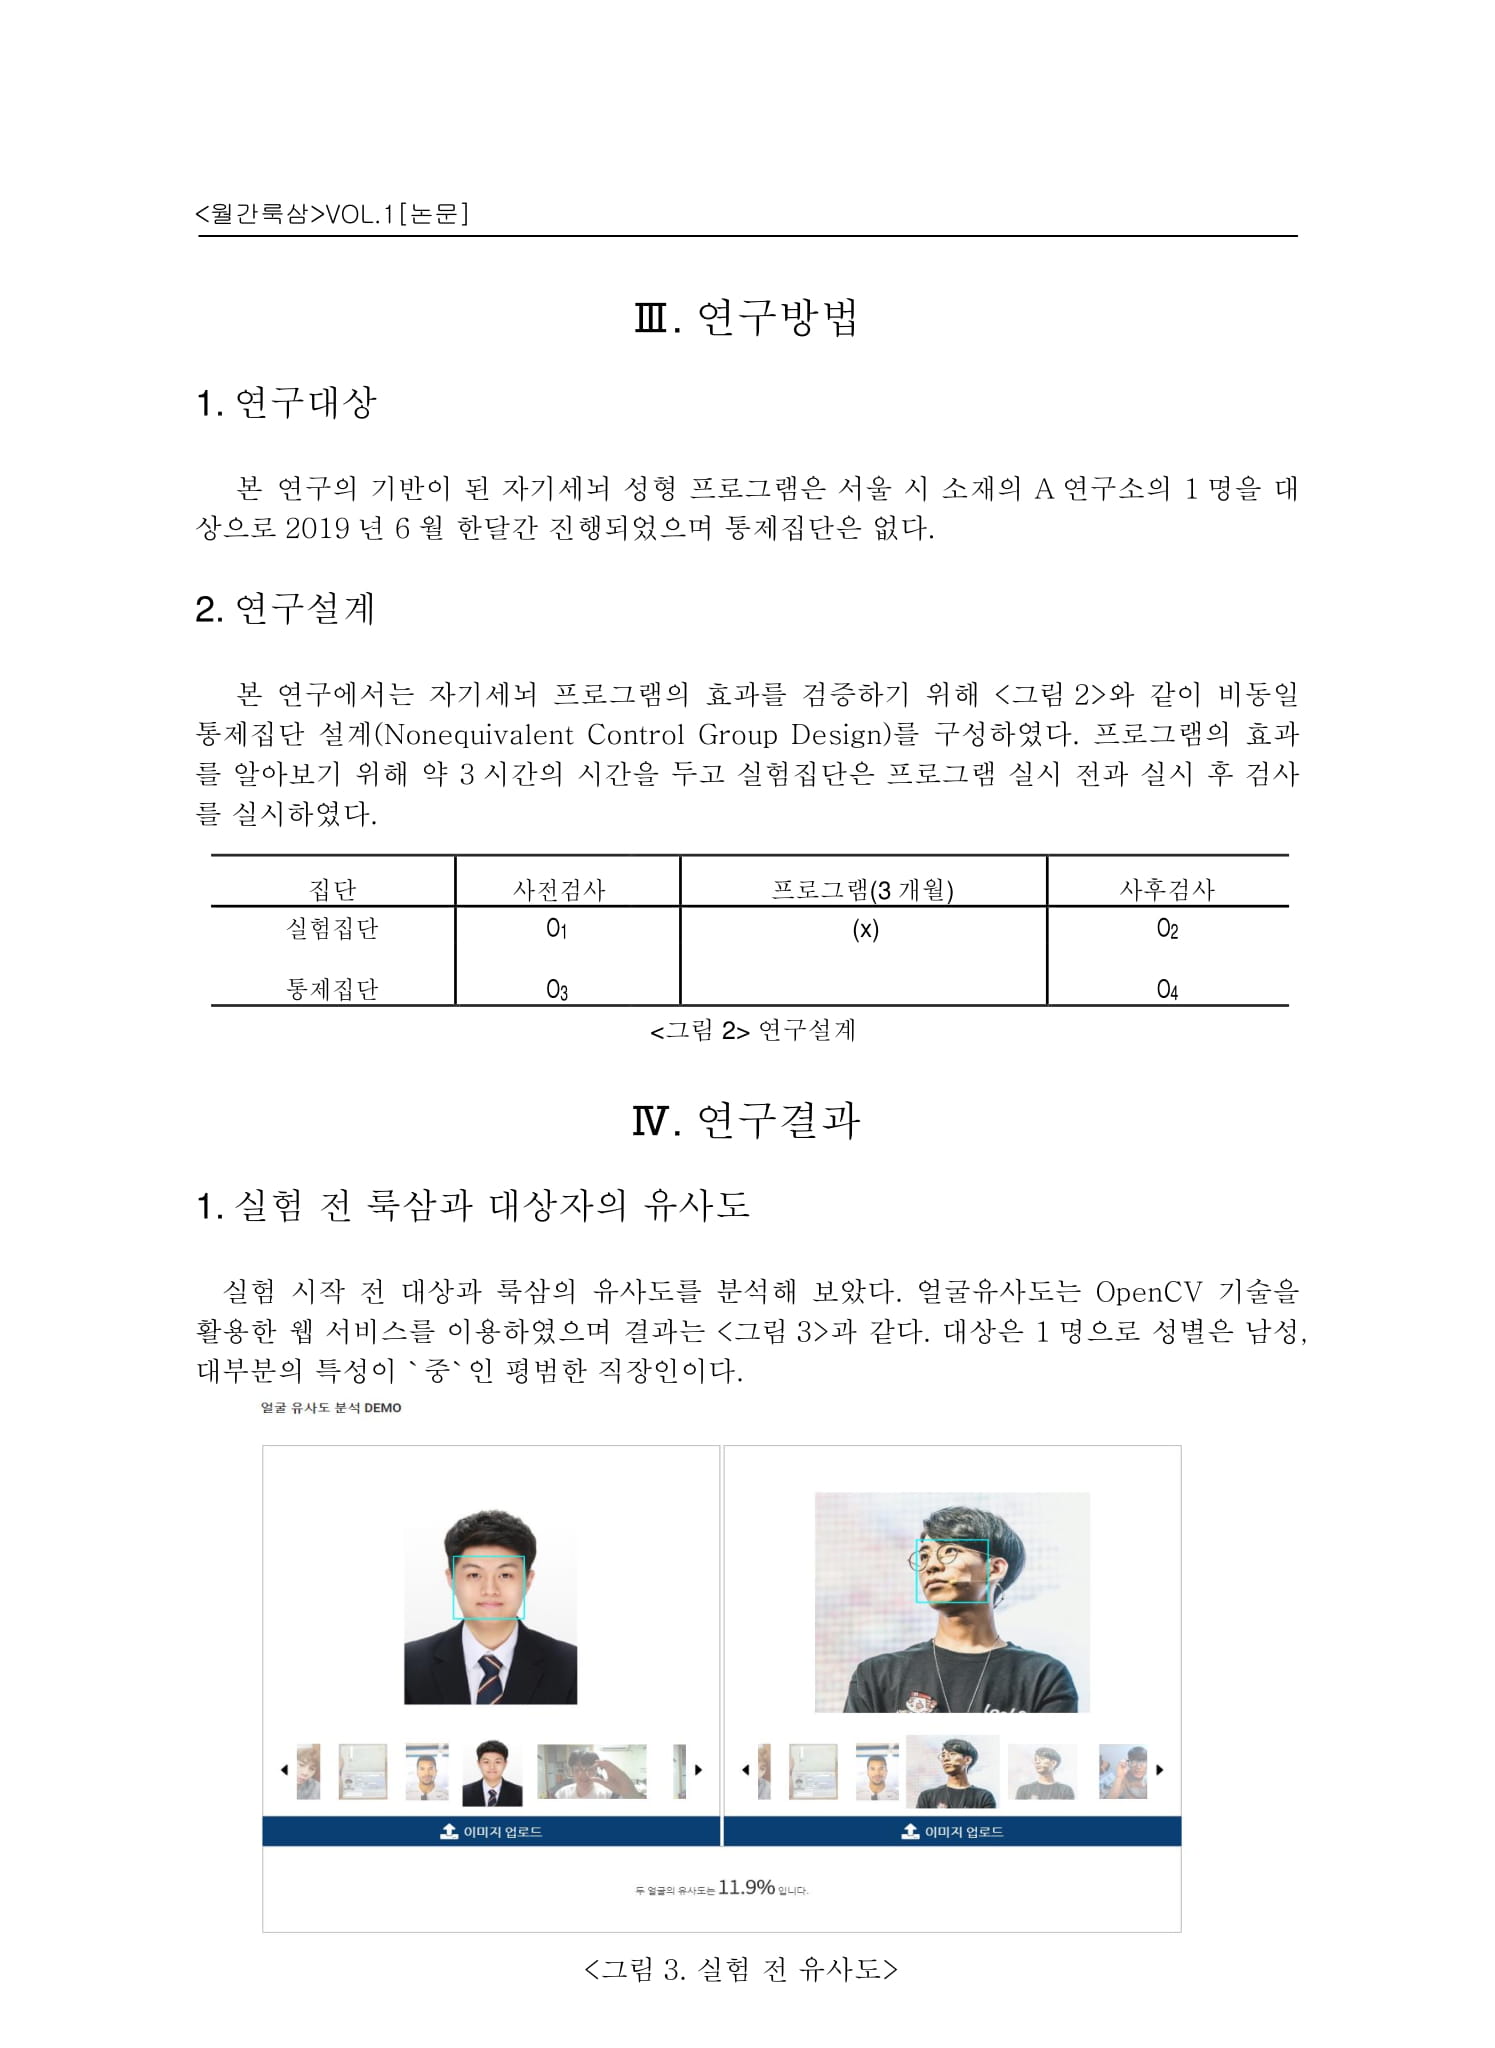 <월간룩삼>VOL.1[논문]
Ⅲ. 연구방법
1. 연구대상
본 연구의 기반이 된 자기세뇌 성형 프로그램은 서울 시 소재의 A 연구소의 1 명을 대
상으로 2019 년 6 월 한달간 진행되었으며 통제집단은 없다.
2. 연구설계
본 연구에서는 자기세뇌 프로그램의 효과를 검증하기 위해 <그림 2>와 같이 비동일
통제집단 설계(Nonequivalent Control Group Design)를 구성하였다. 프로그램의 효과
를 알아보기 위해 약 3 시간의 시간을 두고 실험집단은 프로그램 실시 전과 실시 후 검사
를 실시하였다.
집단 사전검사 프로그램(3 개월) 사후검사
실험집단 O₁ (x) O₂
통제집단 O₃ O₄
<그림 2> 연구설계
Ⅳ. 연구결과
1. 실험 전 룩삼과 대상자의 유사도
실험 시작 전 대상과 룩삼의 유사도를 분석해 보았다. 얼굴유사도는 OpenCV 기술을
활용한 웹 서비스를 이용하였으며 결과는 <그림 3>과 같다. 대상은 1 명으로 성별은 남성,
대부분의 특성이 `중`인 평범한 직장인이다.
얼굴 유사도 분석 DEMO
이미지 업로드 이미지 업로드
두 얼굴의 유사도는 11.9% 입니다.
<그림 3. 실험 전 유사도>